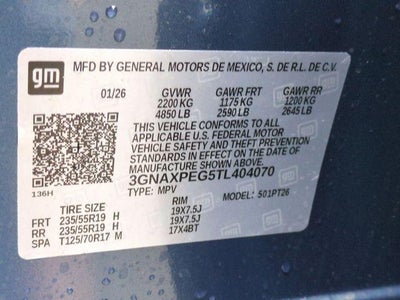 gm
MFD BY GENERAL MOTORS DE MEXICO, S. DE R.L. DE C.V.
01/26 GVWR GAWR FRT GAWR RR
2200 KG 1175 KG 1200 KG
4850 LB 2590 LB 2645 LB
THIS VEHICLE CONFORMS TO ALL
APPLICABLE U.S. FEDERAL MOTOR
VEHICLE SAFETY AND THEFT
PREVENTION STANDARDS IN EFFECT
ON THE DATE OF MANUFACTURE
SHOWN ABOVE.
3GNAXPEG5TL404070
136H TYPE: MPV 501PT26
TIRE SIZE RIM
FRT 235/55R19 H 19X7.5J
RR 235/55R19 H 19X7.5J
SPA T125/70R17 M 17X4BT